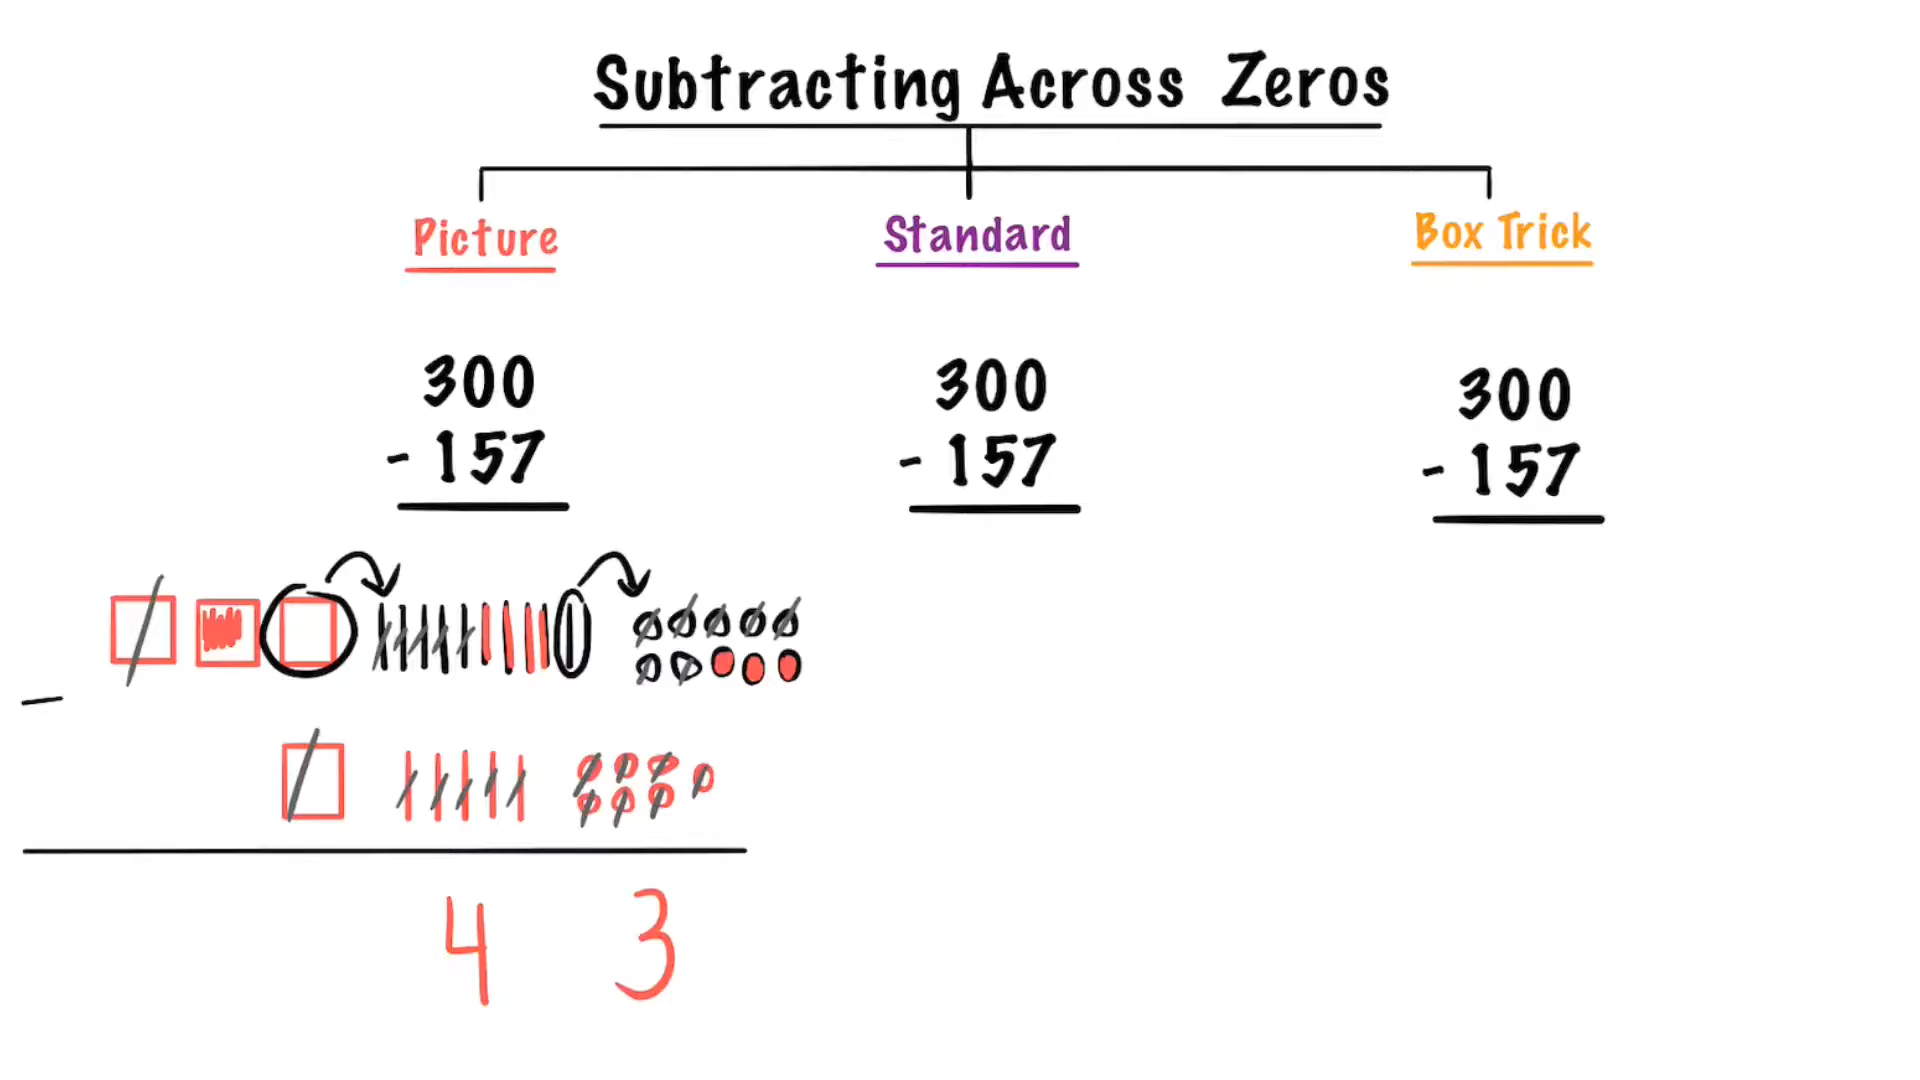 Subtracting Across Zeros
Picture Standard Box Trick
300 300 300
- 157 - 157 - 157
-
4 3